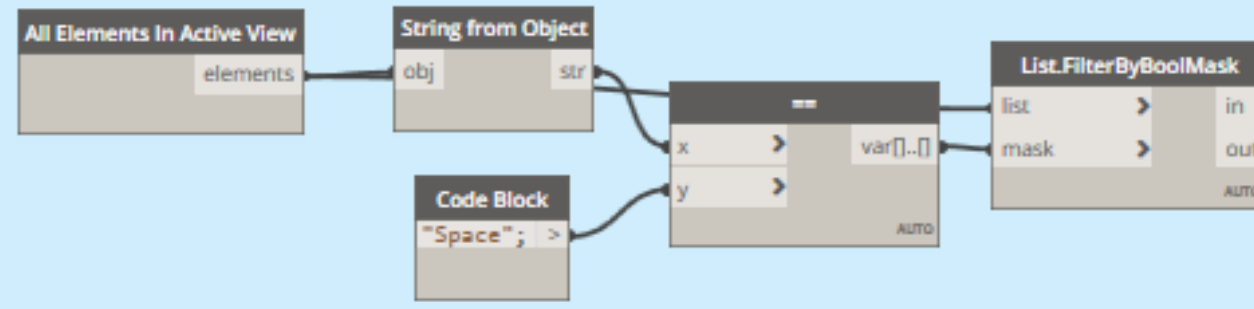 All Elements In Active View
elements
String from Object
obj
str
Code Block
"Space"; >
==
x
y
var[]..[]
AUTO
List.FilterByBoolMask
list
in
mask
out
AUTO